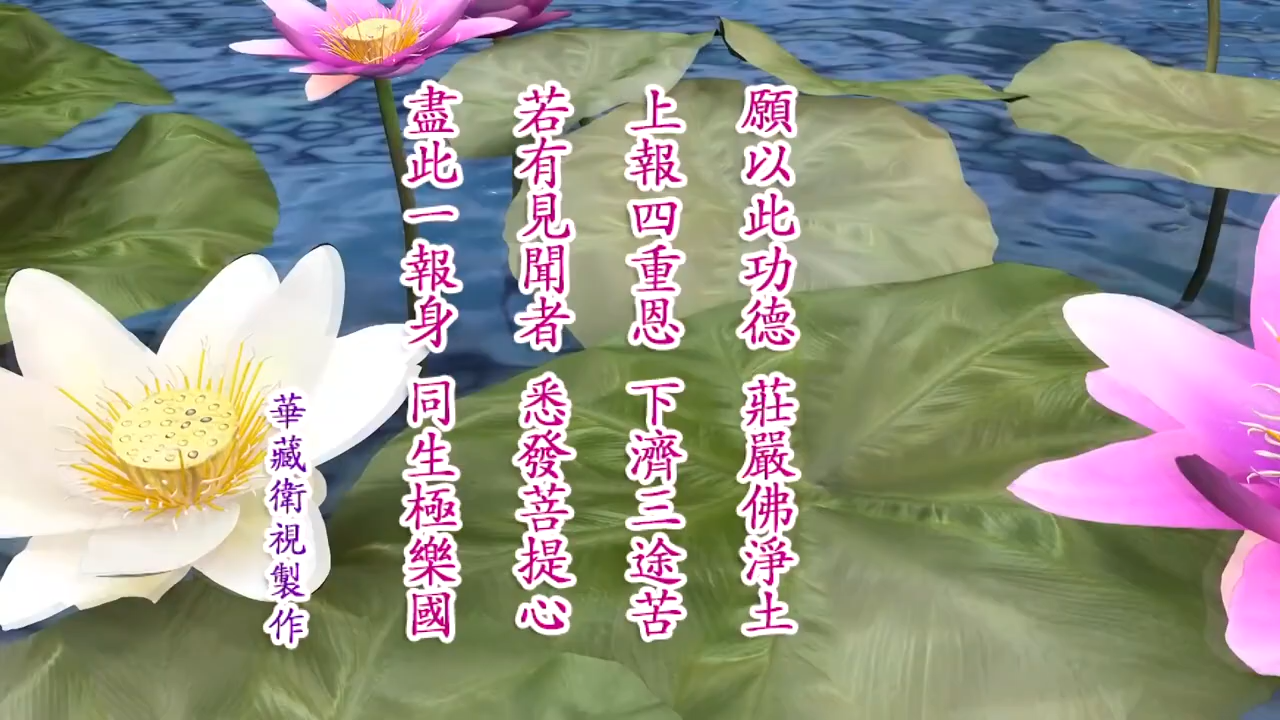 願以此功德 莊嚴佛淨土
上報四重恩 下濟三途苦
若有見聞者 悉發菩提心
盡此一報身 同生極樂國
華藏衛視製作